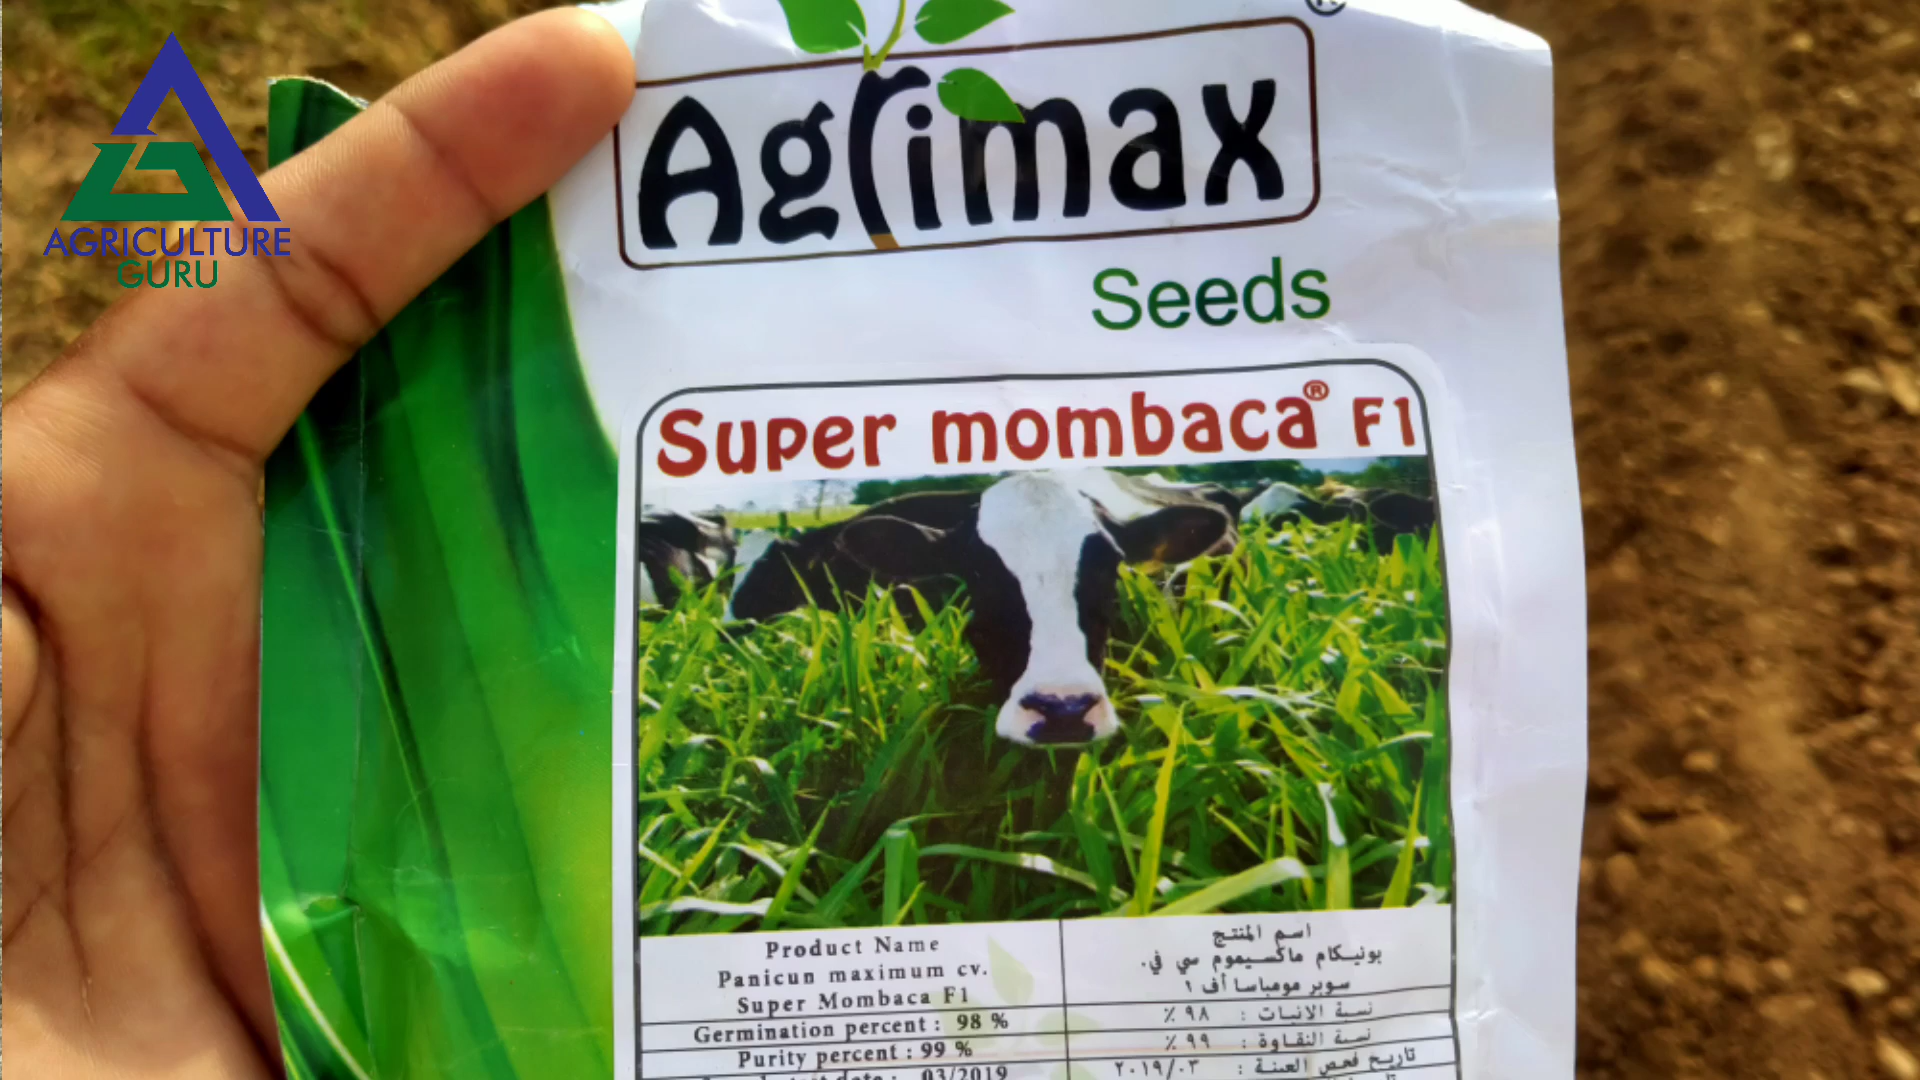 AGRICULTURE
GURU
Agrimax
Seeds
Super mombaca® F1
Product Name
Panicun maximum cv.
Super Mombaca F1
Germination percent : 98 %
Purity percent : 99 %
03/2019
اسم المنتج
بونيكام ماكسيموم سي في.
سوبر مومباسا أف ١
نسبة الانبات : ٩٨ ٪
نسبة النقاوة : ٩٩ ٪
تاريخ فحص العينة : ٢٠١٩/٠٣